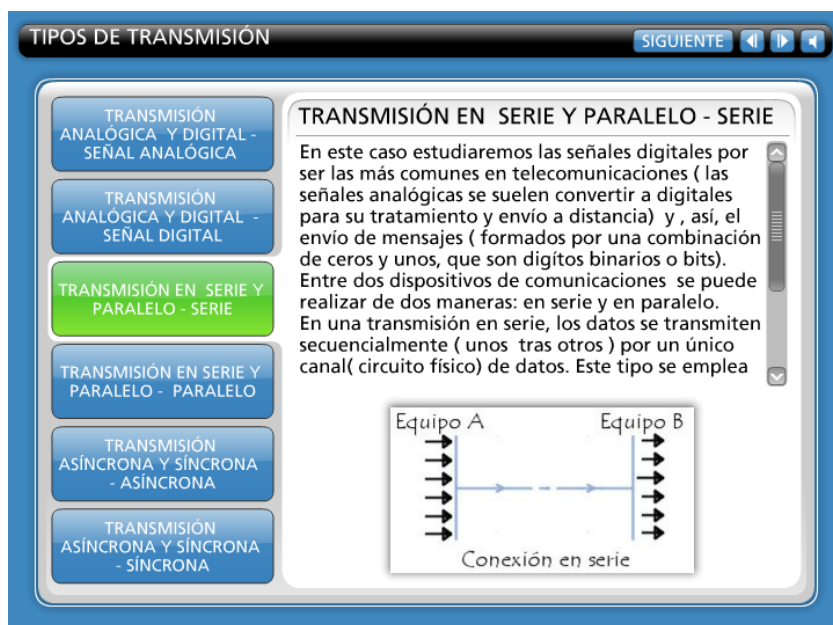 TIPOS DE TRANSMISIÓN
SIGUIENTE
TRANSMISIÓN
ANALÓGICA Y DIGITAL -
SEÑAL ANALÓGICA
TRANSMISIÓN
ANALÓGICA Y DIGITAL -
SEÑAL DIGITAL
TRANSMISIÓN EN SERIE Y
PARALELO - SERIE
TRANSMISIÓN EN SERIE Y
PARALELO - PARALELO
TRANSMISIÓN
ASÍNCRONA Y SÍNCRONA
- ASÍNCRONA
TRANSMISIÓN
ASÍNCRONA Y SÍNCRONA
- SÍNCRONA
TRANSMISIÓN EN SERIE Y PARALELO - SERIE
En este caso estudiaremos las señales digitales por
ser las más comunes en telecomunicaciones ( las
señales analógicas se suelen convertir a digitales
para su tratamiento y envío a distancia) y , así, el
envío de mensajes ( formados por una combinación
de ceros y unos, que son digítos binarios o bits).
Entre dos dispositivos de comunicaciones se puede
realizar de dos maneras: en serie y en paralelo.
En una transmisión en serie, los datos se transmiten
secuencialmente ( unos tras otros ) por un único
canal( circuito físico) de datos. Este tipo se emplea
Equipo A Equipo B
Conexión en serie